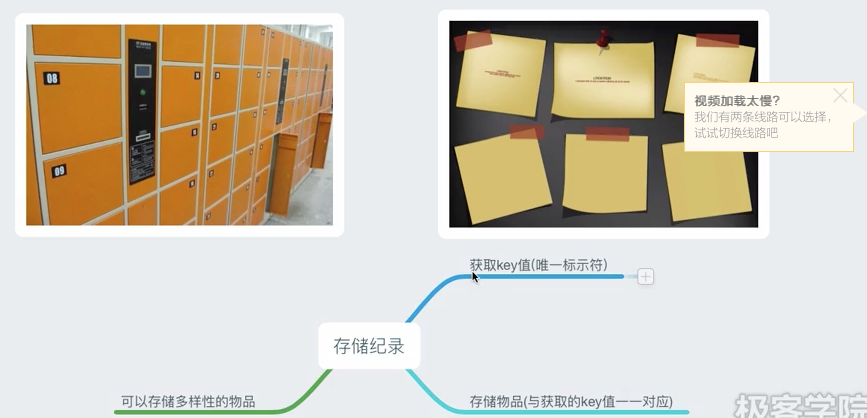 08
09
视频加载太慢?
我们有两条线路可以选择，
试试切换线路吧
获取key值(唯一标示符)
存储纪录
可以存储多样性的物品
存储物品(与获取的key值一一对应)
极客学院